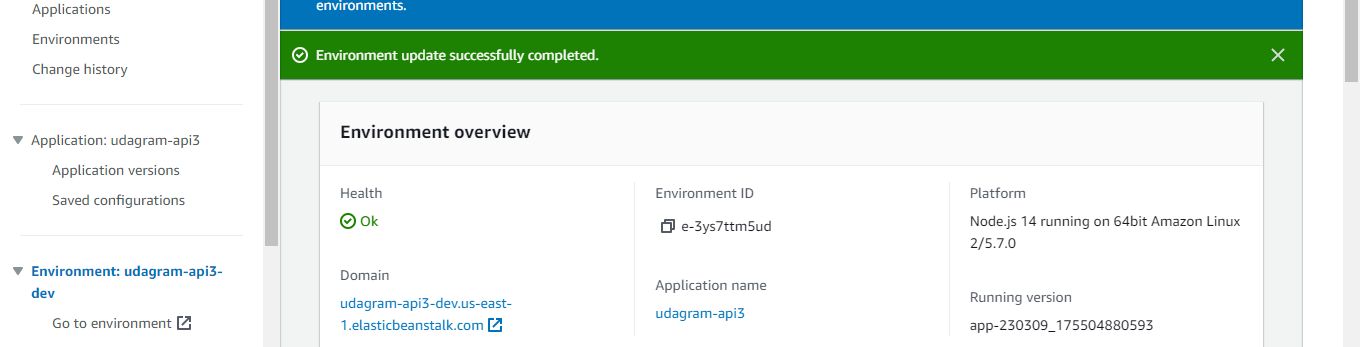 Applications
Environments
Change history
Application: udagram-api3
Application versions
Saved configurations
Environment: udagram-api3-
dev
Go to environment
environments.
Environment update successfully completed.
Environment overview
Health
Ok
Domain
udagram-api3-dev.us-east-
1.elasticbeanstalk.com
Environment ID
e-3ys7ttm5ud
Application name
udagram-api3
Platform
Node.js 14 running on 64bit Amazon Linux
2/5.7.0
Running version
app-230309_175504880593